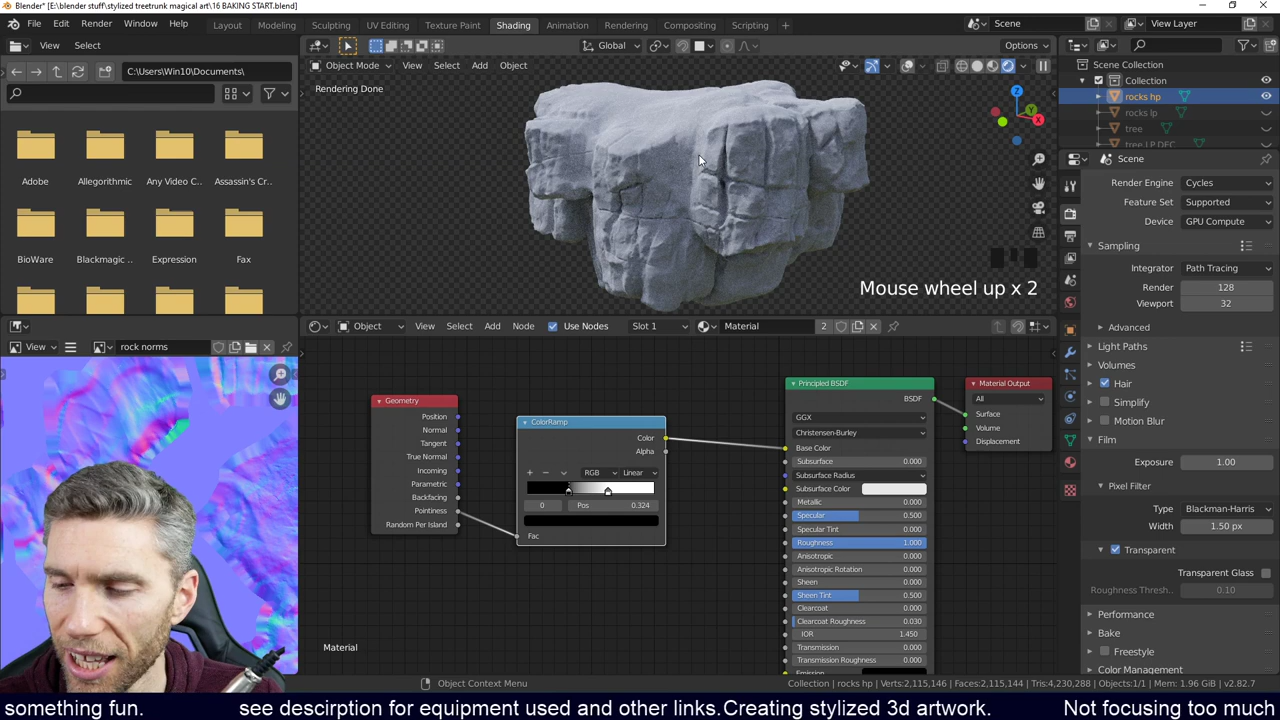 Blender* [E:\blender stuff\stylized treetrunk magical art\16 BAKING START.blend]
File Edit Render Window Help Layout Modeling Sculpting UV Editing Texture Paint Shading Animation Rendering Compositing Scripting Scene View Layer
View Select Global Options
C:\Users\Win10\Documents\ Object Mode View Select Add Object Scene Collection
Rendering Done Collection
rocks hp
rocks lp
tree
tree LP DEC
Adobe Allegorithmic Any Video C... Assassin's Cr...
BioWare Blackmagic .. Expression Fax
Mouse wheel up x 2
X
Y
Z
Scene
Render Engine Cycles
Feature Set Supported
Device GPU Compute
Sampling
Integrator Path Tracing
Render 128
Viewport 32
Advanced
Light Paths
Volumes
Hair
Simplify
Motion Blur
Film
Exposure 1.00
Pixel Filter
Type Blackman-Harris
Width 1.50 px
Transparent
Transparent Glass
Roughness Thresh.. 0.10
Performance
Bake
Freestyle
Color Management
Object View Select Add Node Use Nodes Slot 1 Material 2
View rock norms
Geometry
Position
Normal
Tangent
True Normal
Incoming
Parametric
Backfacing
Pointiness
Random Per Island
ColorRamp
Color
Alpha
RGB Linear
0 Pos 0.324
Fac
Principled BSDF
BSDF
GGX
Christensen-Burley
Base Color
Subsurface 0.000
Subsurface Radius
Subsurface Color
Metallic 0.000
Specular 0.500
Specular Tint 0.000
Roughness 1.000
Anisotropic 0.000
Anisotropic Rotation 0.000
Sheen 0.000
Sheen Tint 0.500
Clearcoat 0.000
Clearcoat Roughness 0.030
IOR 1.450
Transmission 0.000
Transmission Roughness 0.000
Material Output
All
Surface
Volume
Displacement
Material
Object Context Menu Collection | rocks hp | Verts:2,115,146 | Faces:2,115,144 | Tris:4,230,288 | Objects:1/1 | Mem: 1.96 GiB | v2.82.7
something fun. see descirption for equipment used and other links.Creating stylized 3d artwork. Not focusing too much